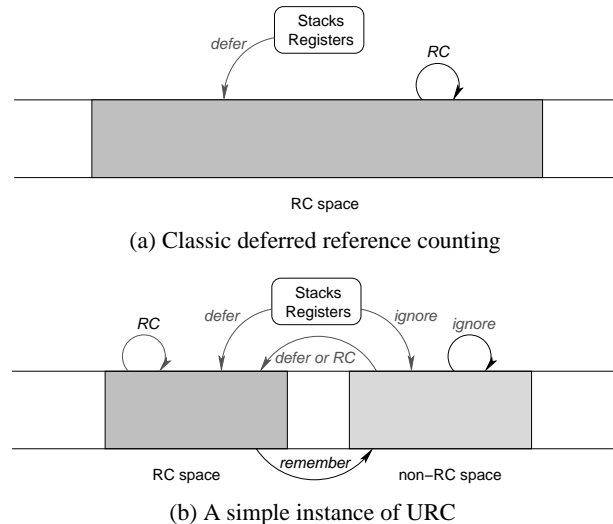 Stacks
Registers
defer
RC
RC space
(a) Classic deferred reference counting
Stacks
Registers
RC
defer
ignore
ignore
defer or RC
RC space
remember
non−RC space
(b) A simple instance of URC